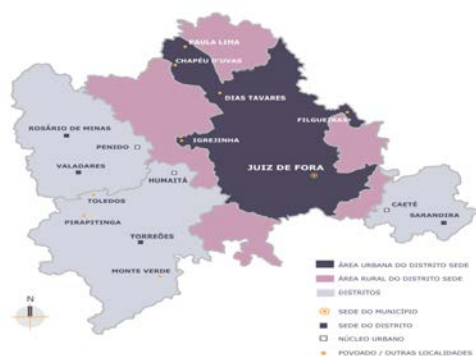 PAULA LIMA
CHAPÉU D'UVAS
DIAS TAVARES
FILGUEIRAS
ROSÁRIO DE MINAS
PENIDO
IGREJINHA
VALADARES
HUMAITÁ
JUIZ DE FORA
TOLEDOS
PIRAPITINGA
CAETÉ
SARANDIRA
TORREÕES
MONTE VERDE
N
ÁREA URBANA DO DISTRITO SEDE
ÁREA RURAL DO DISTRITO SEDE
DISTRITOS
SEDE DO MUNICÍPIO
SEDE DO DISTRITO
NÚCLEO URBANO
POVOADO / OUTRAS LOCALIDADES